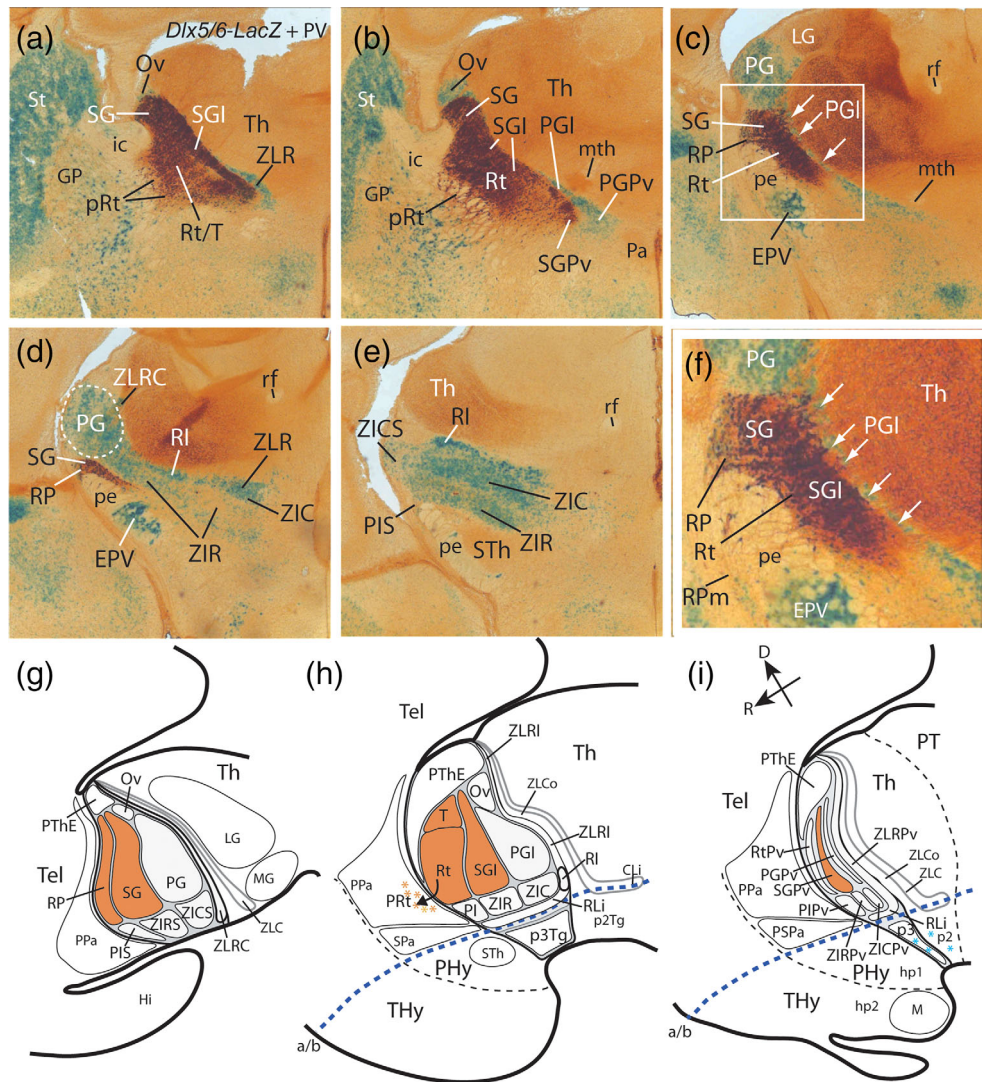 (a)
Dlx5/6-LacZ + PV
Ov
St
SG
SGI
Th
ic
ZLR
GP
pRt
Rt/T
(b)
Ov
St
SG
Th
SGI
PGI
ic
mth
GP
Rt
PGPv
pRt
Pa
SGPv
(c)
LG
PG
rf
SG
PGI
RP
Rt
pe
mth
EPV
(d)
ZLRC
rf
PG
RI
SG
ZLR
RP
pe
ZIC
EPV
ZIR
(e)
Th
rf
RI
ZICS
ZIC
PIS
ZIR
pe
STh
(f)
PG
Th
SG
PGI
SGI
RP
Rt
pe
RPm
EPV
(g)
Th
Ov
PThE
LG
Tel
SG
PG
MG
RP
ZICS
PPa
ZIRS
ZLC
PIS
ZLRC
Hi
(h)
Tel
ZLRI
Th
PThE
Ov
ZLCo
T
ZLRI
PGI
Rt
SGI
RI
CLi
PRt
ZIC
PPa
PI
ZIR
RLi
p2Tg
SPa
p3Tg
STh
PHy
THy
a/b
(i)
D
R
PT
PThE
Th
Tel
ZLRPv
RtPv
ZLCo
PGPv
ZLC
PPa
SGPv
PIPv
RLi
PSPa
p3
p2
ZIRPv
ZICPv
PHy
hp1
THy
hp2
M
a/b